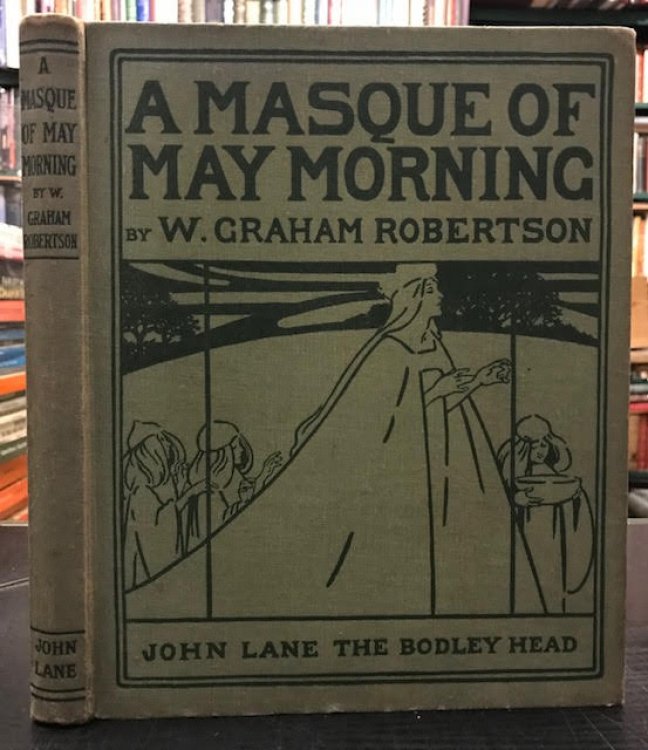 A
MASQUE
OF MAY
MORNING
BY W.
GRAHAM
ROBERTSON
JOHN
LANE
A MASQUE OF
MAY MORNING
BY W. GRAHAM ROBERTSON
JOHN LANE THE BODLEY HEAD